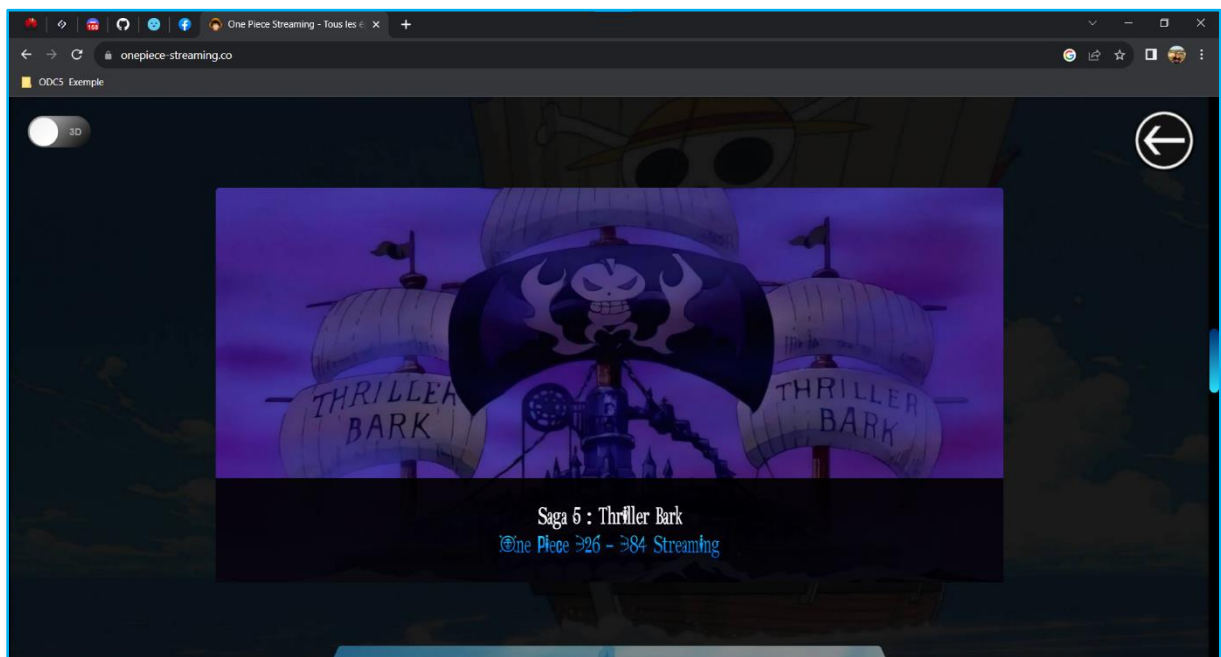 168
One Piece Streaming - Tous les é
onepiece-streaming.co
ODC5 Exemple
3D
THRILLER BARK
THRILLER BARK
Saga 5 : Thriller Bark
One Piece 326 - 384 Streaming